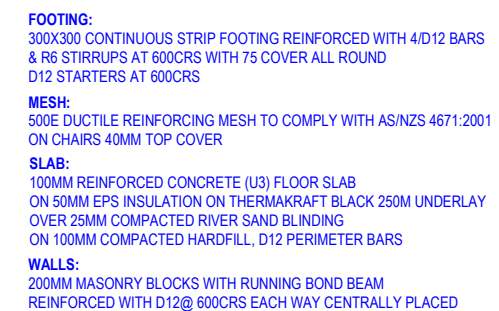 FOOTING:
300X300 CONTINUOUS STRIP FOOTING REINFORCED WITH 4/D12 BARS
& R6 STIRRUPS AT 600CRS WITH 75 COVER ALL ROUND
D12 STARTERS AT 600CRS
MESH:
500E DUCTILE REINFORCING MESH TO COMPLY WITH AS/NZS 4671:2001
ON CHAIRS 40MM TOP COVER
SLAB:
100MM REINFORCED CONCRETE (U3) FLOOR SLAB
ON 50MM EPS INSULATION ON THERMAKRAFT BLACK 250M UNDERLAY
OVER 25MM COMPACTED RIVER SAND BLINDING
ON 100MM COMPACTED HARDFILL, D12 PERIMETER BARS
WALLS:
200MM MASONRY BLOCKS WITH RUNNING BOND BEAM
REINFORCED WITH D12@ 600CRS EACH WAY CENTRALLY PLACED